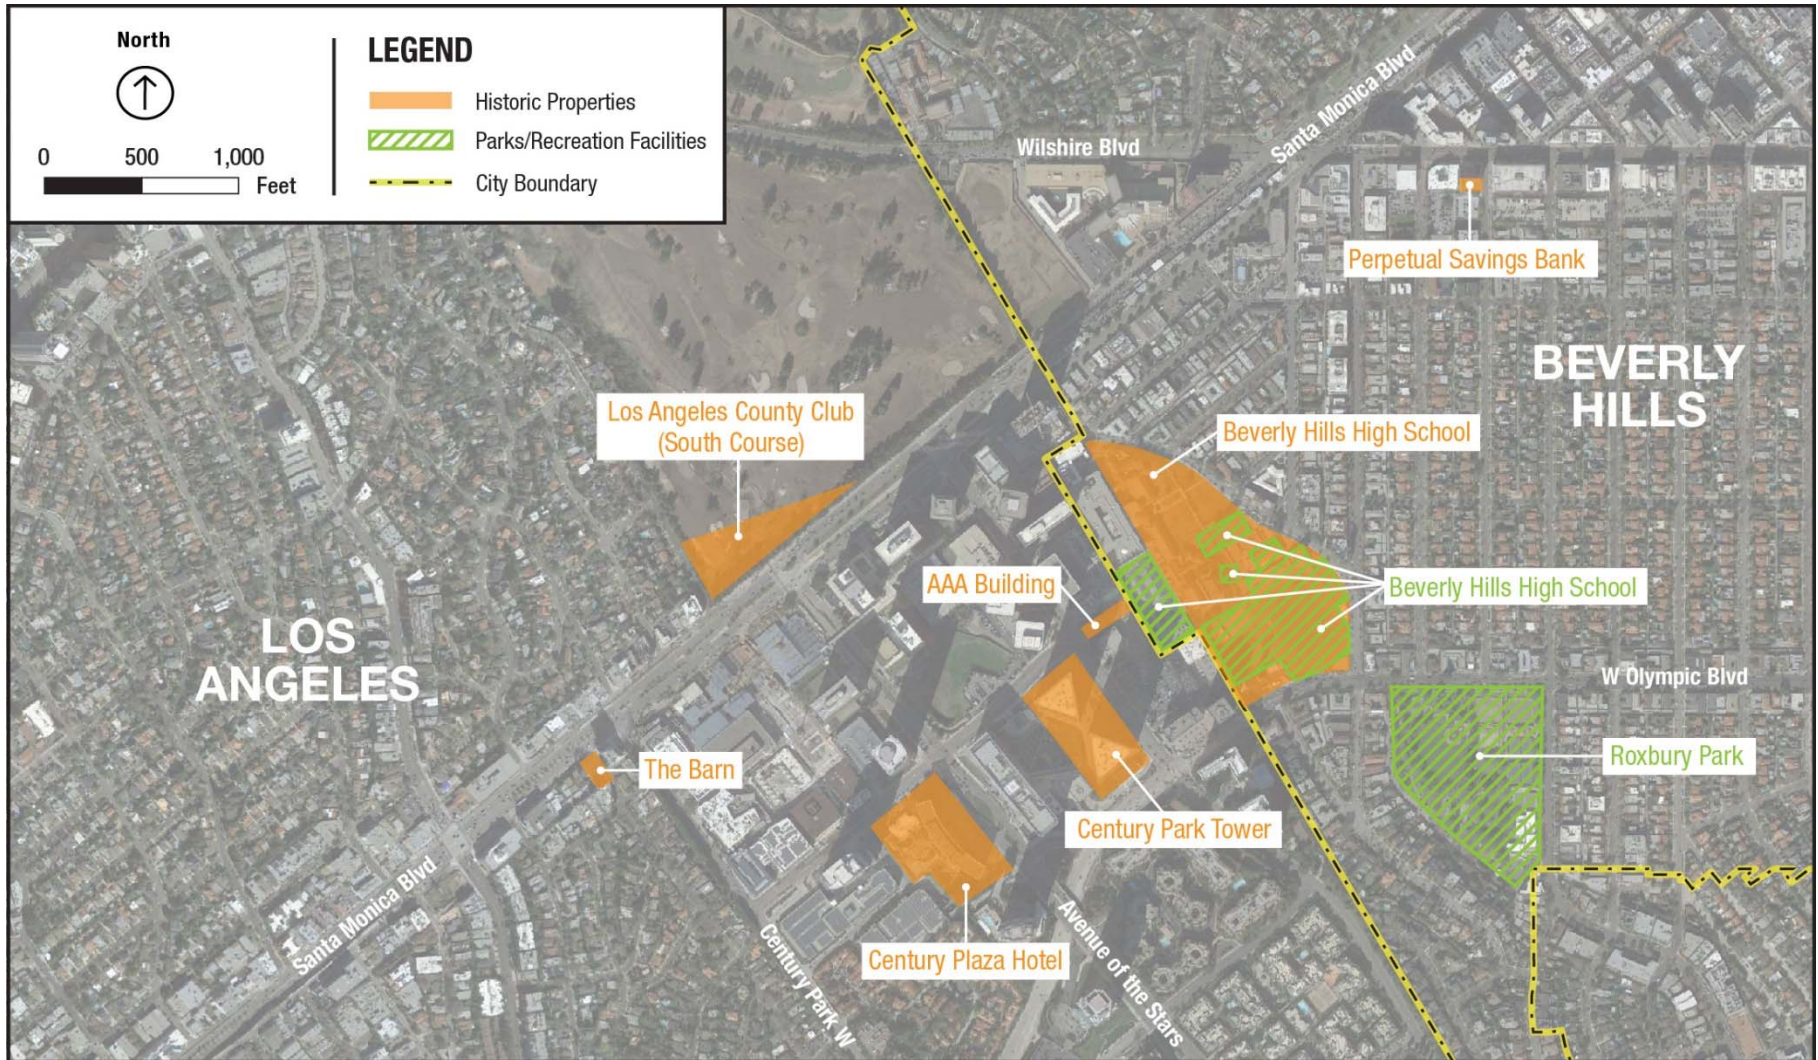 North
0 500 1,000
Feet
LEGEND
Historic Properties
Parks/Recreation Facilities
City Boundary
Wilshire Blvd
Santa Monica Blvd
Perpetual Savings Bank
BEVERLY
HILLS
Los Angeles County Club
(South Course)
Beverly Hills High School
AAA Building
Beverly Hills High School
LOS
ANGELES
W Olympic Blvd
Roxbury Park
The Barn
Century Park Tower
Santa Monica Blvd
Century Plaza Hotel
Century Park W
Avenue of the Stars